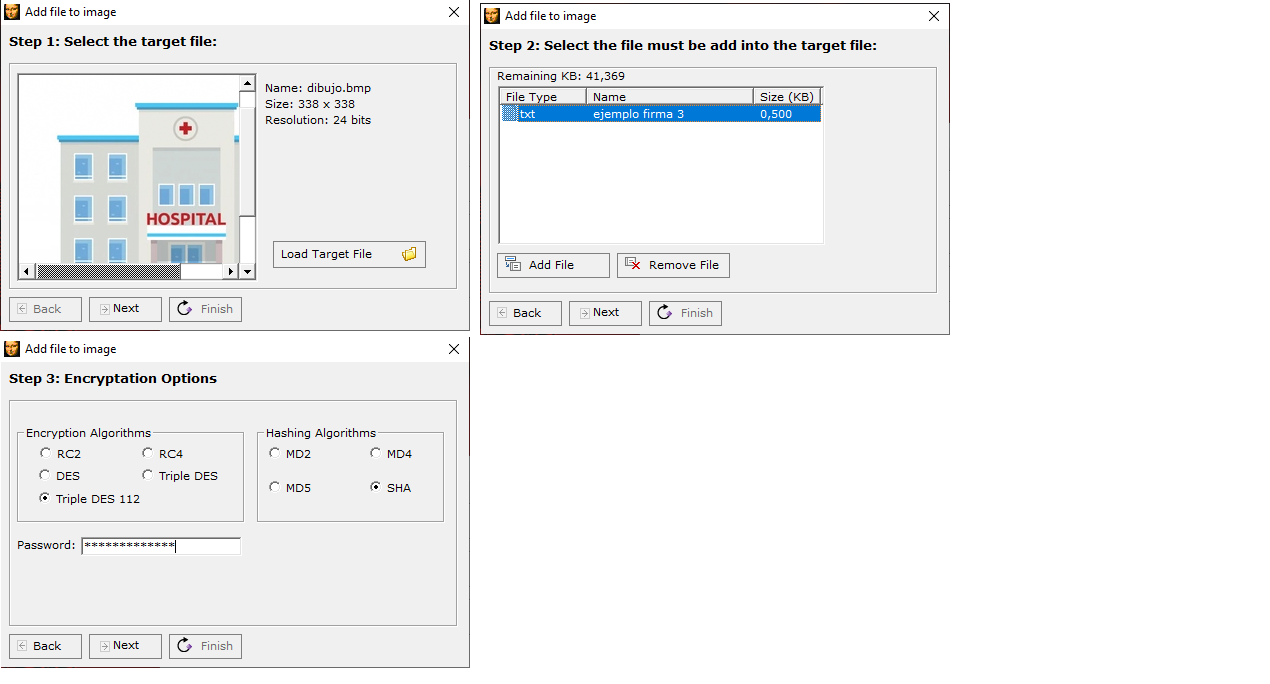 Add file to image
Step 1: Select the target file:
Name: dibujo.bmp
Size: 338 x 338
Resolution: 24 bits
HOSPITAL
Load Target File
Back
Next
Finish
Add file to image
Step 2: Select the file must be add into the target file:
Remaining KB: 41,369
File Type Name Size (KB)
txt ejemplo firma 3 0,500
Add File
Remove File
Back
Next
Finish
Add file to image
Step 3: Encryptation Options
Encryption Algorithms
RC2 RC4
DES Triple DES
Triple DES 112
Hashing Algorithms
MD2 MD4
MD5 SHA
Password: *************
Back
Next
Finish